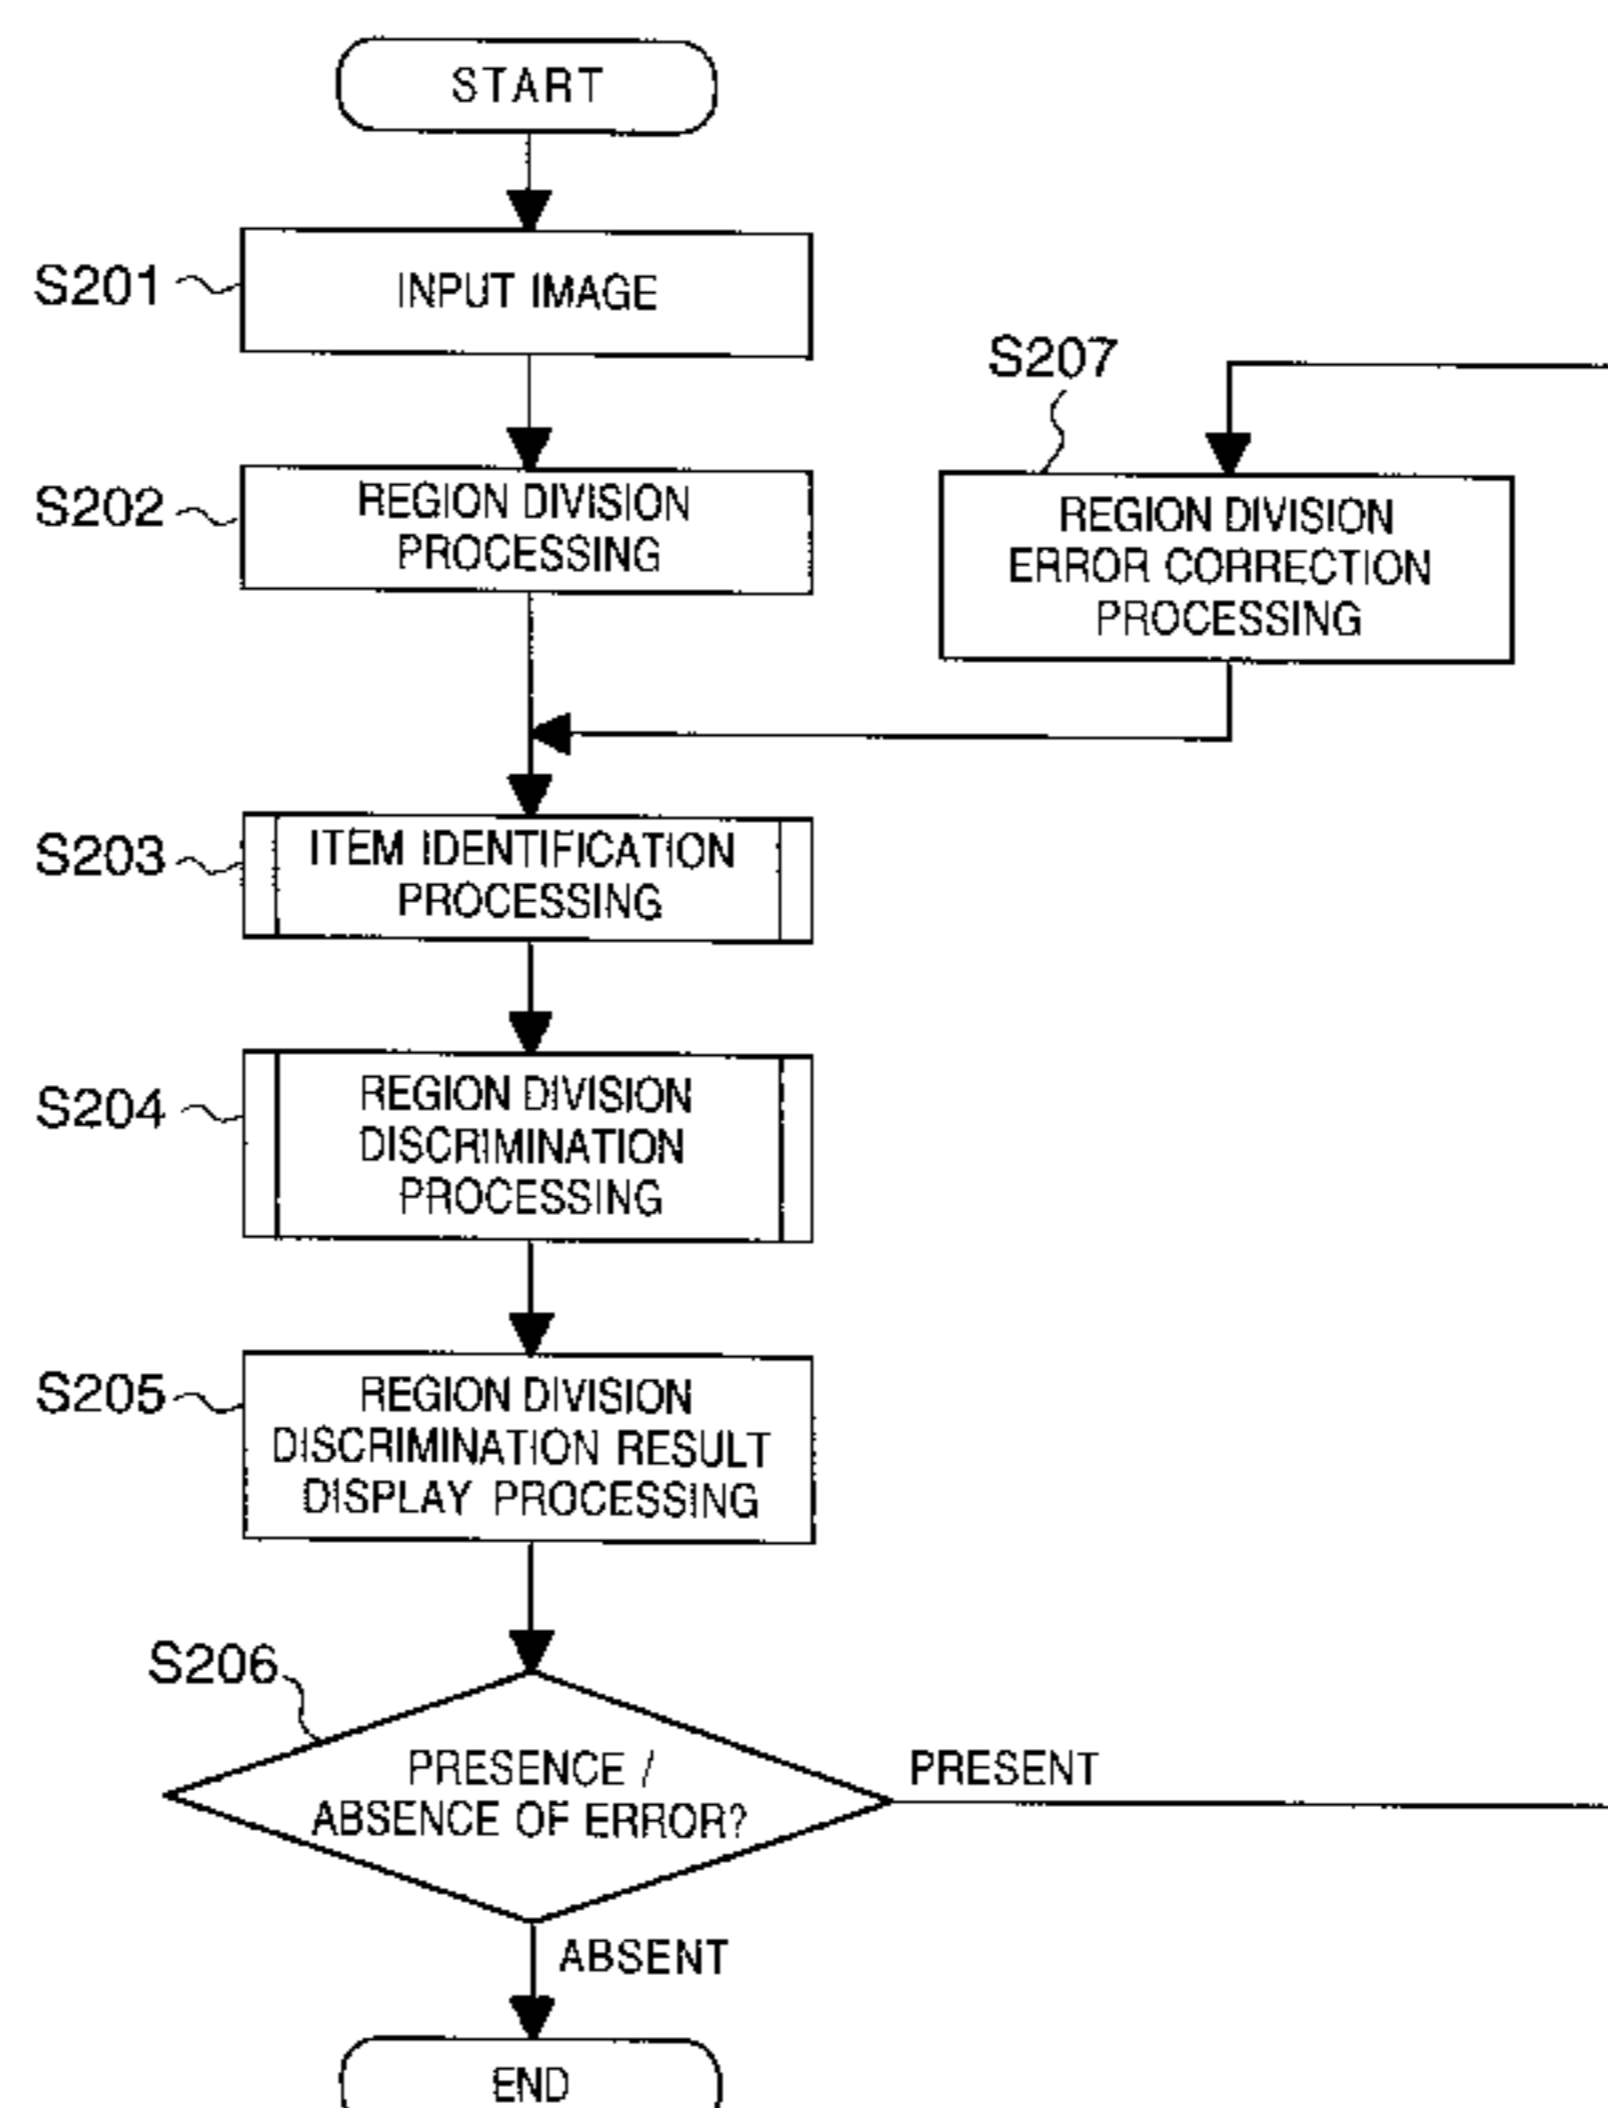 START
S201
INPUT IMAGE
S207
S202
REGION DIVISION
PROCESSING
REGION DIVISION
ERROR CORRECTION
PROCESSING
S203
ITEM IDENTIFICATION
PROCESSING
S204
REGION DIVISION
DISCRIMINATION
PROCESSING
S205
REGION DIVISION
DISCRIMINATION RESULT
DISPLAY PROCESSING
S206
PRESENCE /
ABSENCE OF ERROR?
PRESENT
ABSENT
END